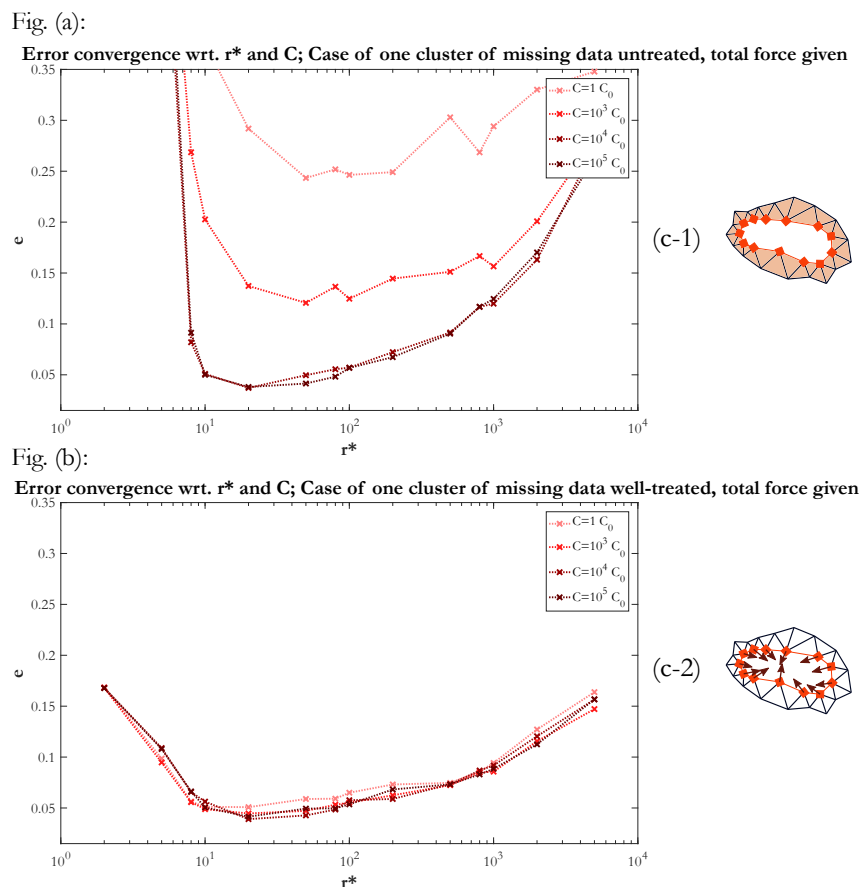 Fig. (a):
Error convergence wrt. r* and C; Case of one cluster of missing data untreated, total force given
0.35
0.3
0.25
0.2
0.15
0.1
0.05
e
10⁰
10¹
10²
10³
10⁴
r*
C=1 C₀
C=10³ C₀
C=10⁴ C₀
C=10⁵ C₀
(c-1)
Fig. (b):
Error convergence wrt. r* and C; Case of one cluster of missing data well-treated, total force given
0.35
0.3
0.25
0.2
0.15
0.1
0.05
e
10⁰
10¹
10²
10³
10⁴
r*
C=1 C₀
C=10³ C₀
C=10⁴ C₀
C=10⁵ C₀
(c-2)